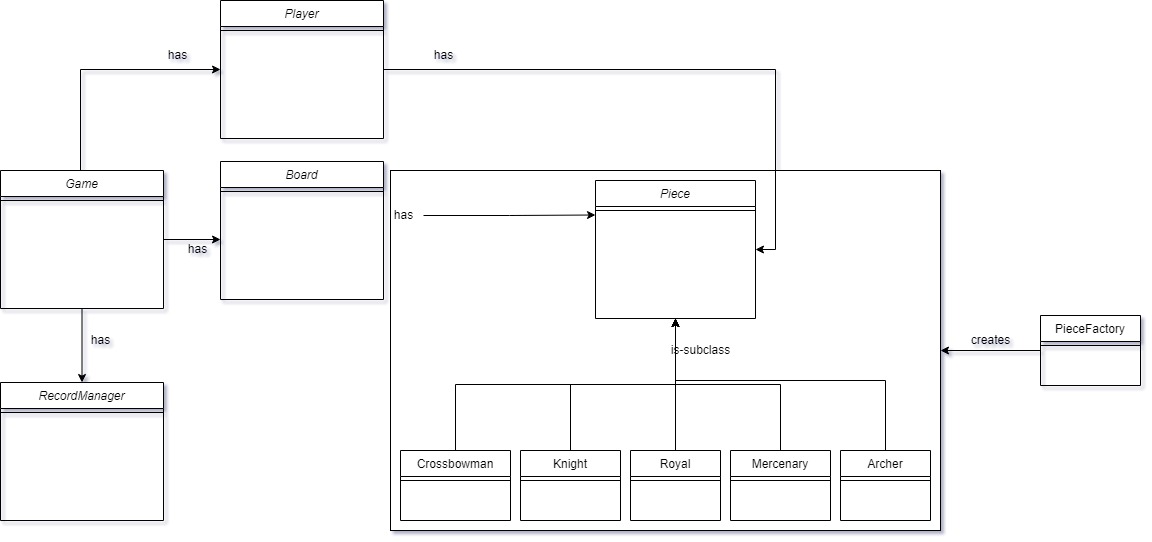 Player
has
has
Game
Board
Piece
has
has
has
RecordManager
is-subclass
creates
PieceFactory
Crossbowman
Knight
Royal
Mercenary
Archer